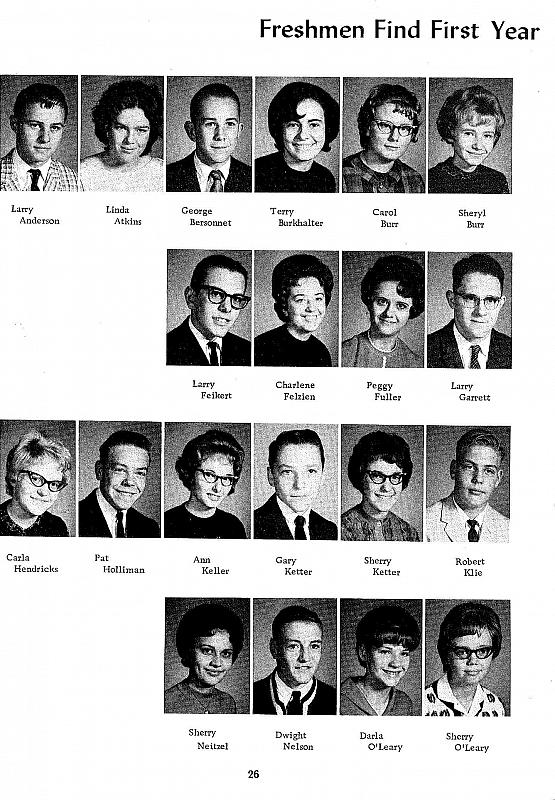 Freshmen Find First Year
Larry
Anderson
Linda
Atkins
George
Bersonnet
Terry
Burkhalter
Carol
Burr
Sheryl
Burr
Larry
Feikert
Charlene
Felzien
Peggy
Fuller
Larry
Garrett
Carla
Hendricks
Pat
Holliman
Ann
Keller
Gary
Ketter
Sherry
Ketter
Robert
Klie
Sherry
Neitzel
Dwight
Nelson
Darla
O'Leary
Sherry
O'Leary
26